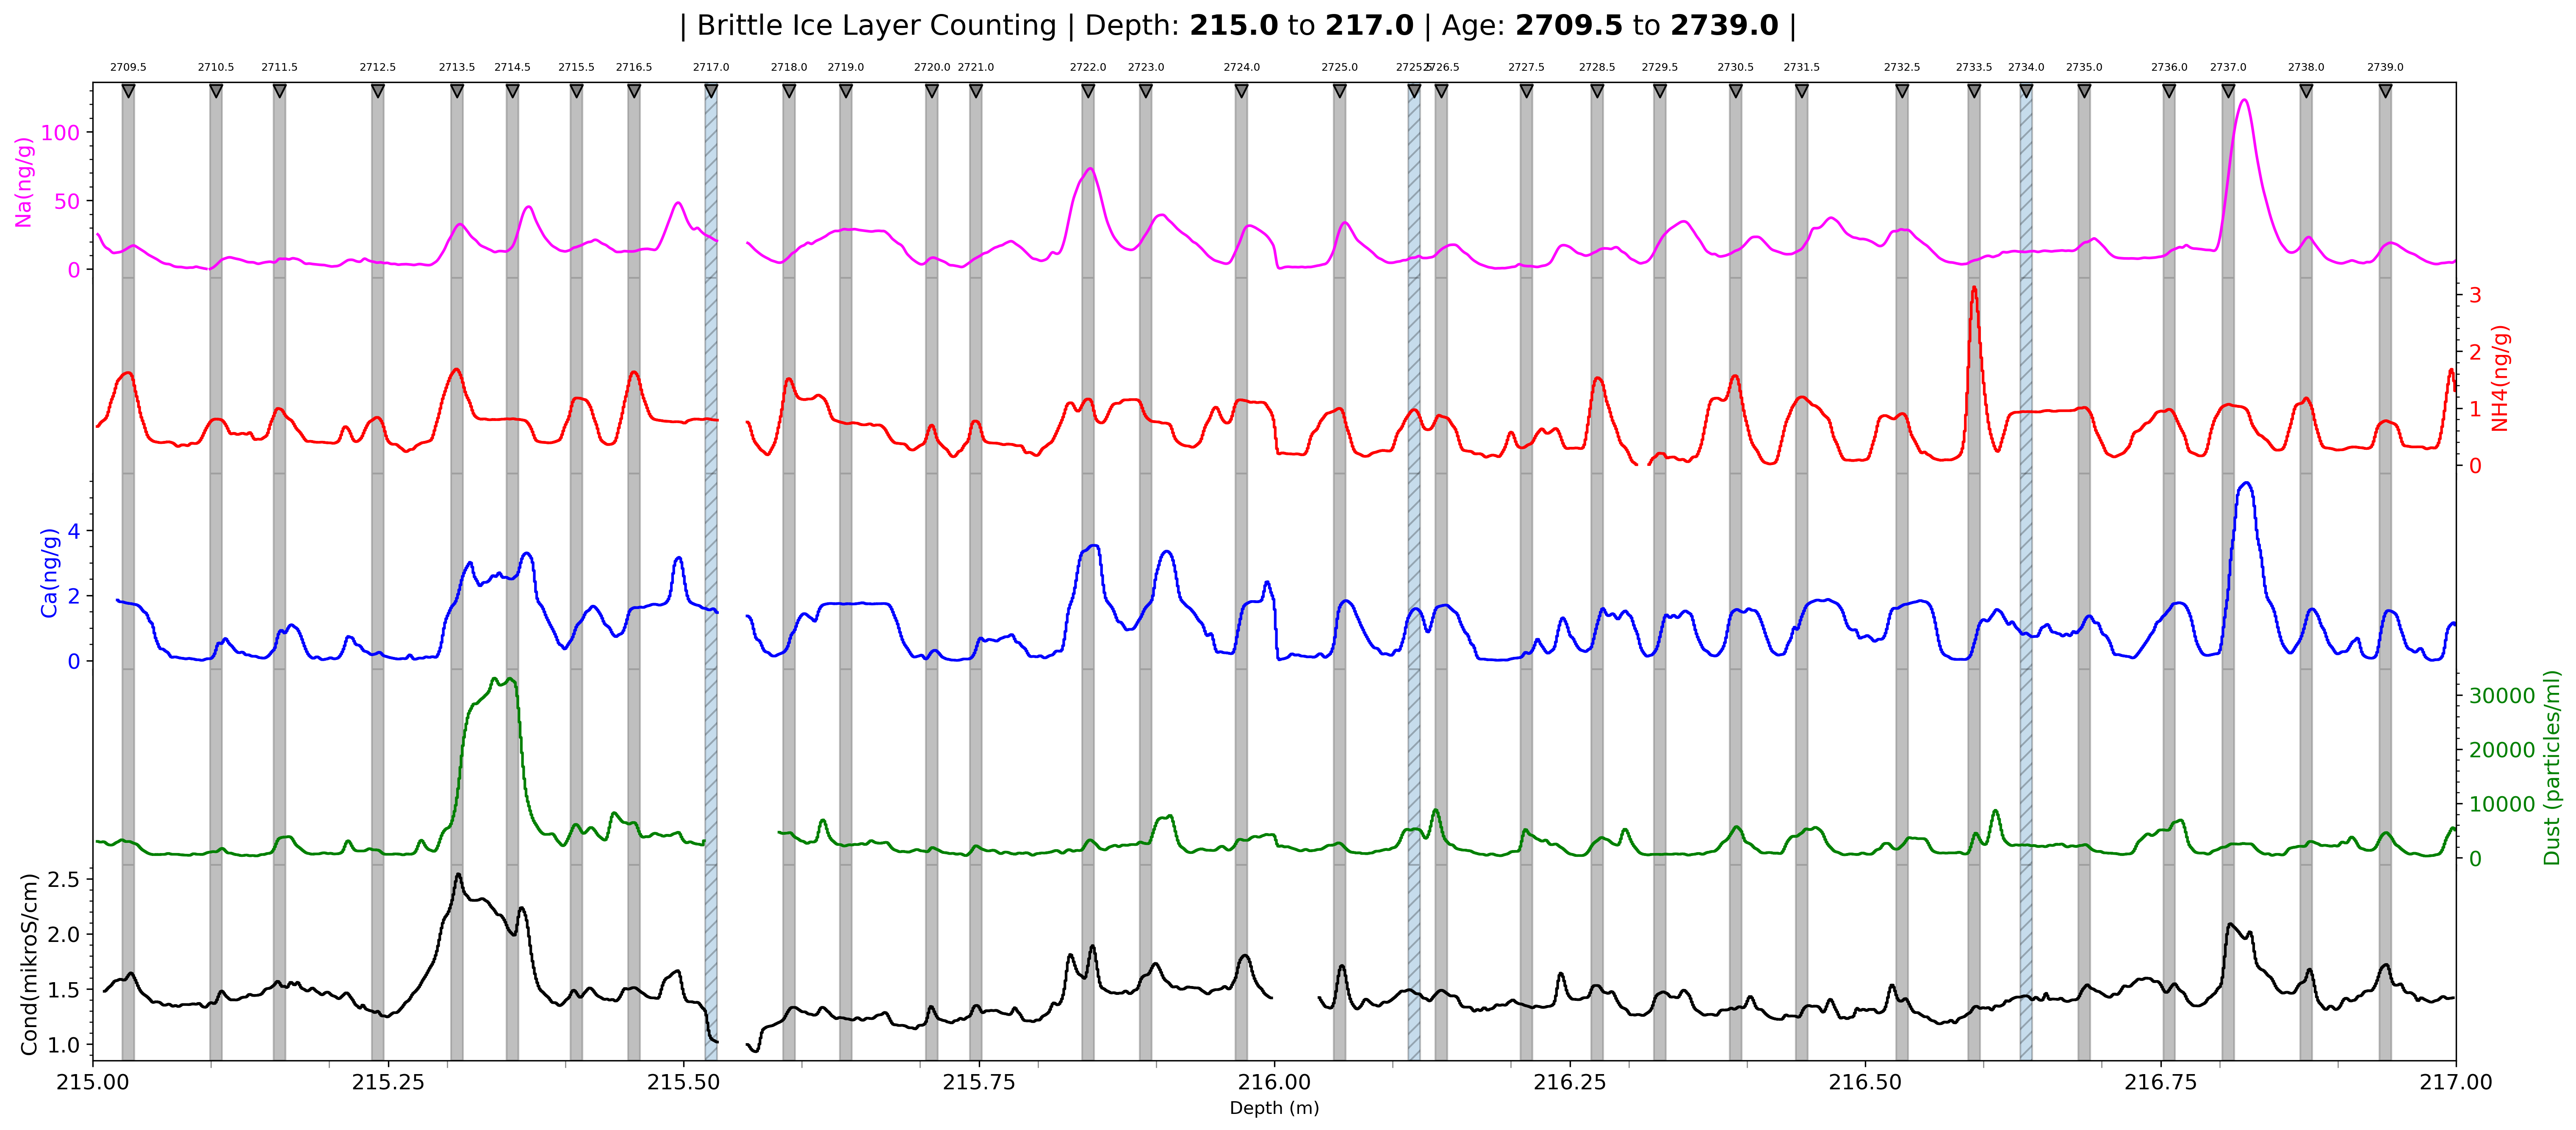 | Brittle Ice Layer Counting | Depth: 215.0 to 217.0 | Age: 2709.5 to 2739.0 |
2709.5 2710.5 2711.5 2712.5 2713.5 2714.5 2715.5 2716.5 2717.0 2718.0 2719.0 2720.0 2721.0 2722.0 2723.0 2724.0 2725.0 2725.5 2726.5 2727.5 2728.5 2729.5 2730.5 2731.5 2732.5 2733.5 2734.0 2735.0 2736.0 2737.0 2738.0 2739.0
Na(ng/g)
100
50
0
NH4(ng/g)
3
2
1
0
Ca(ng/g)
4
2
0
Dust (particles/ml)
30000
20000
10000
0
Cond(mikroS/cm)
2.5
2.0
1.5
1.0
215.00 215.25 215.50 215.75 216.00 216.25 216.50 216.75 217.00
Depth (m)